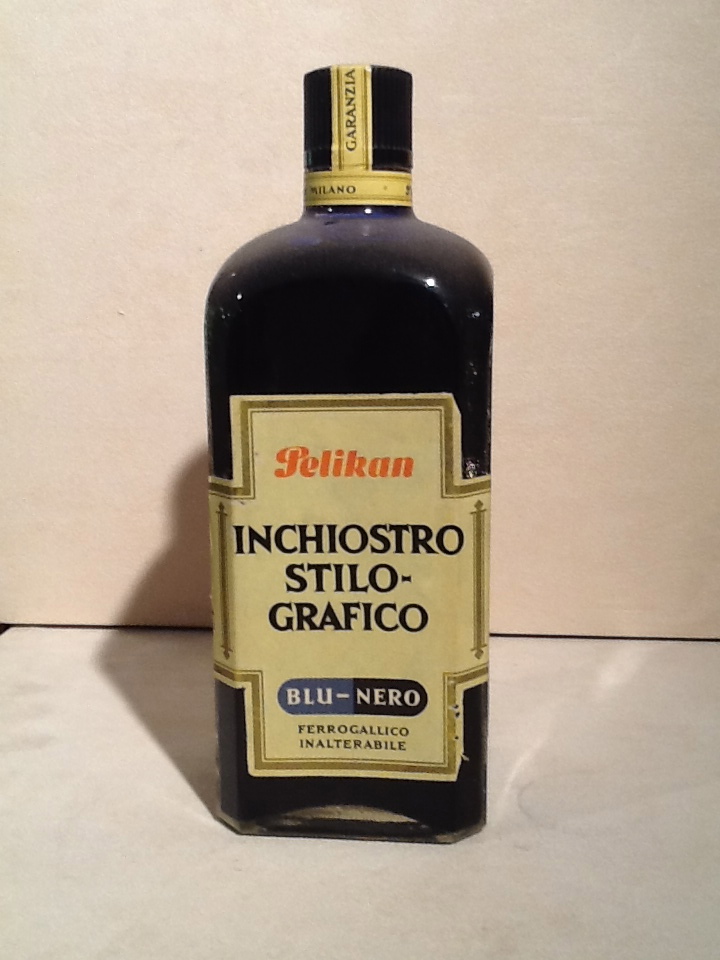 GARANZIA
MILANO
Pelikan
INCHIOSTRO
STILO-
GRAFICO
BLU-NERO
FERROGALLICO
INALTERABILE